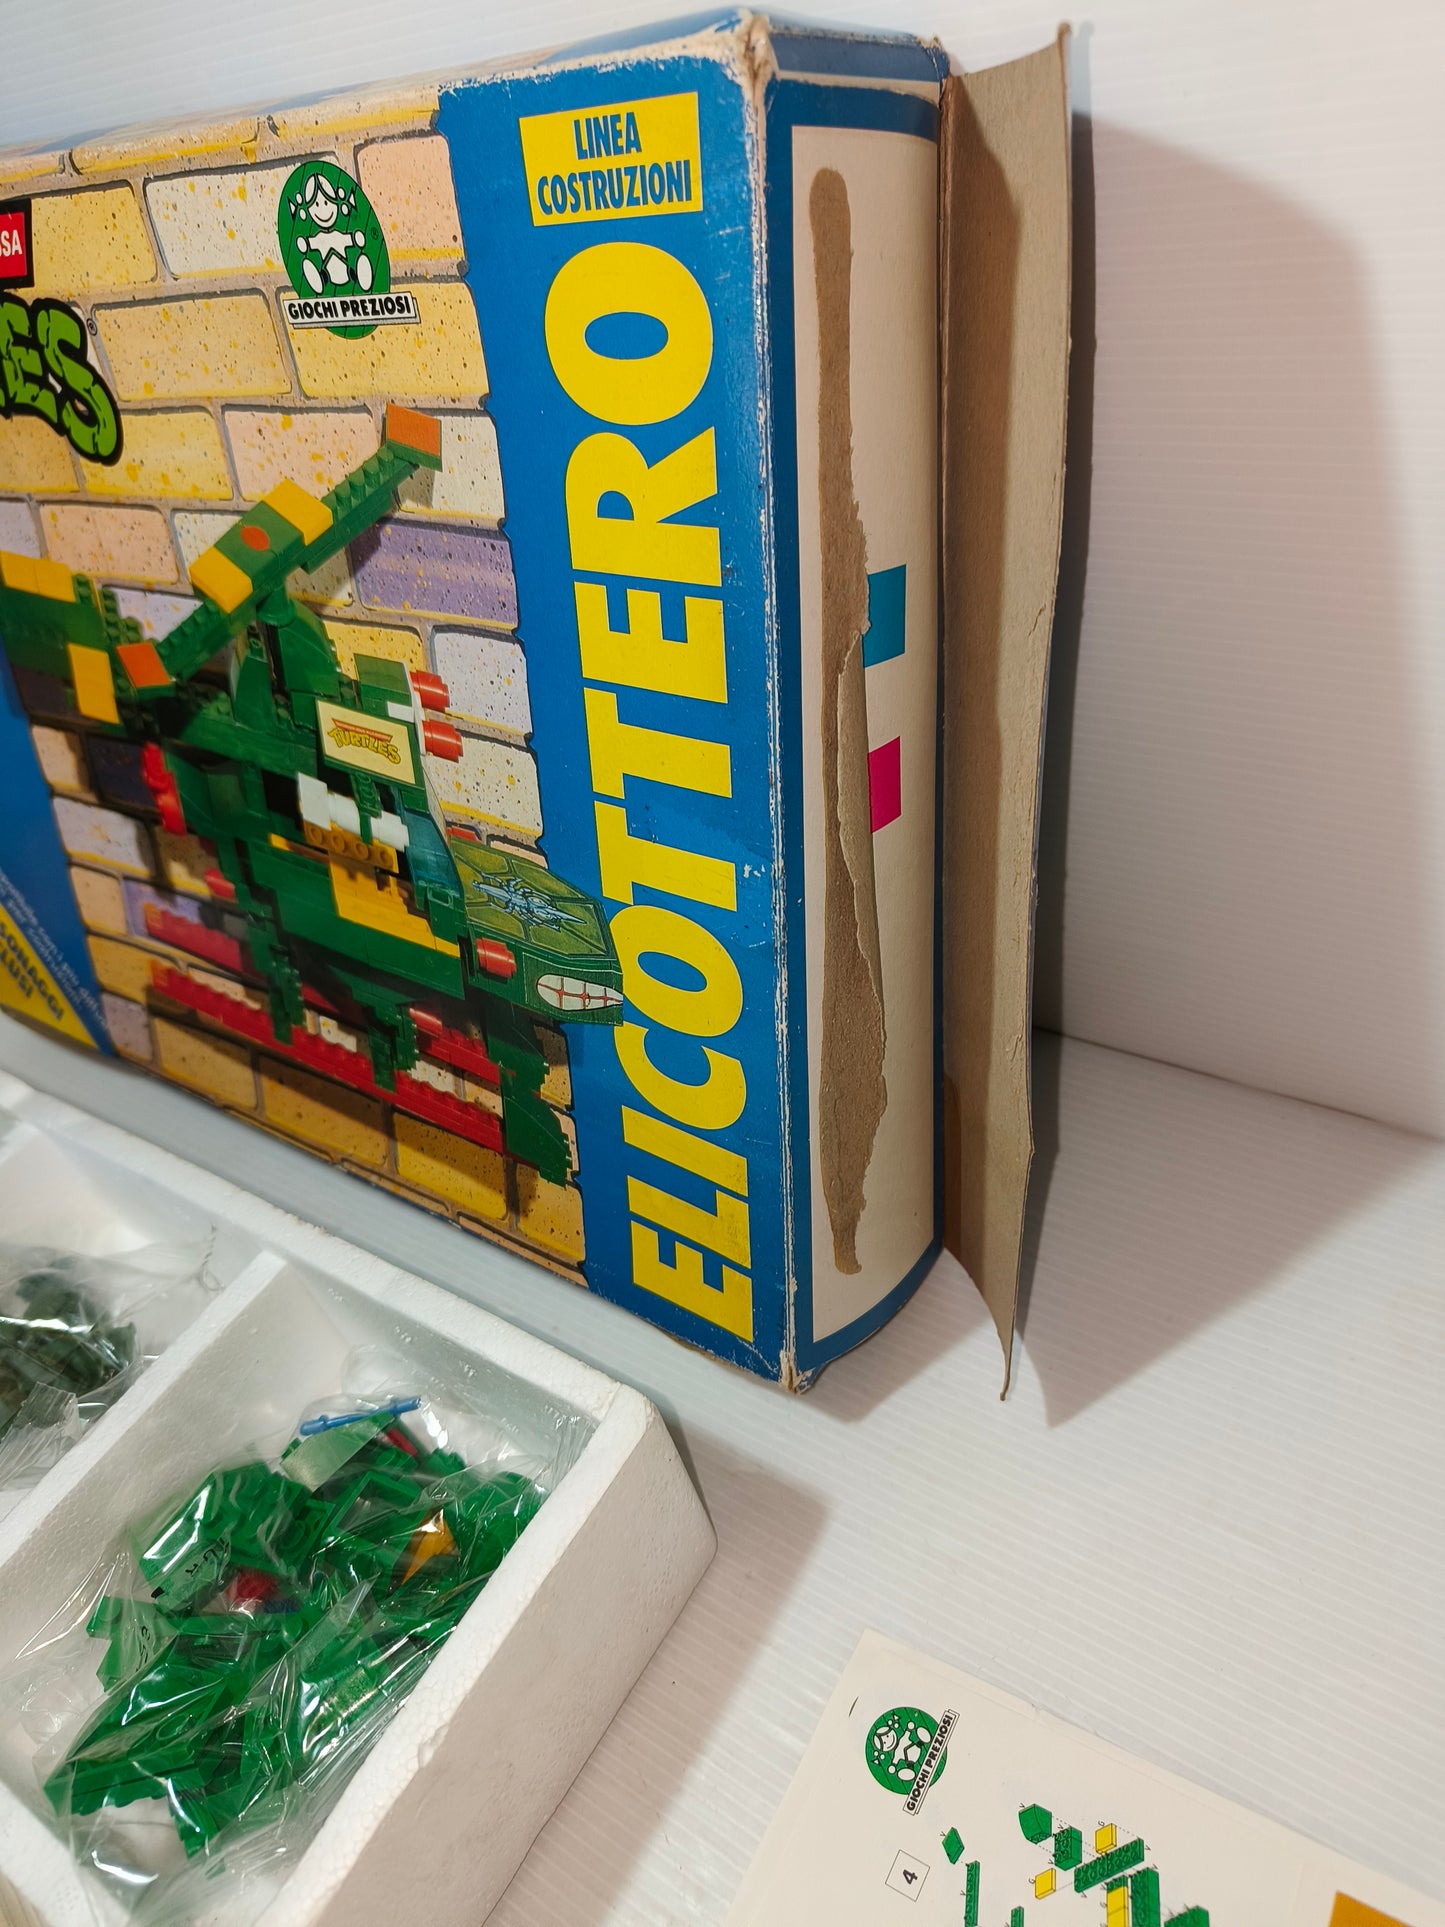 LINEA
COSTRUZIONI
GIOCHI PREZIOSI
ELICOTTERO
TURTLES
GIOCHI PREZIOSI
4